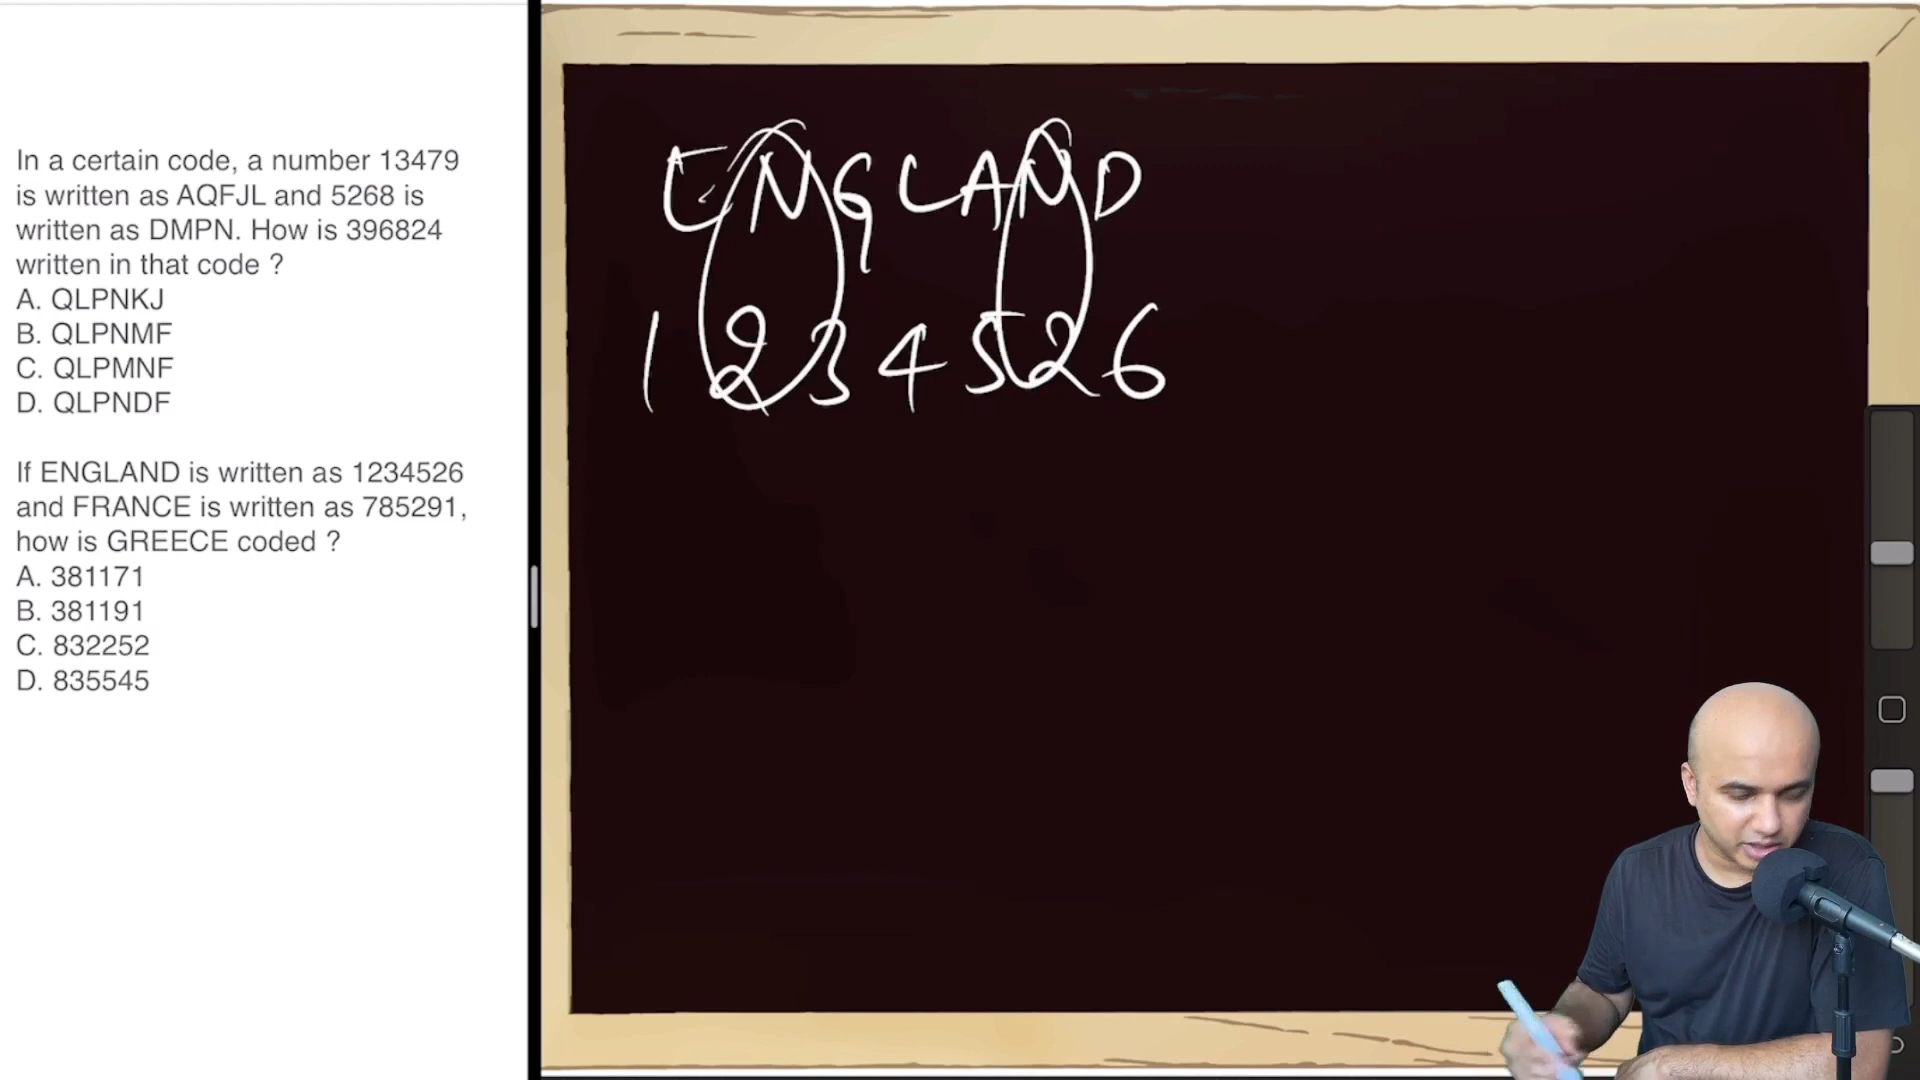 In a certain code, a number 13479
is written as AQFJL and 5268 is
written as DMPN. How is 396824
written in that code ?
A. QLPNKJ
B. QLPNMF
C. QLPMNF
D. QLPNDF
If ENGLAND is written as 1234526
and FRANCE is written as 785291,
how is GREECE coded ?
A. 381171
B. 381191
C. 832252
D. 835545
ENGLAND
1234526